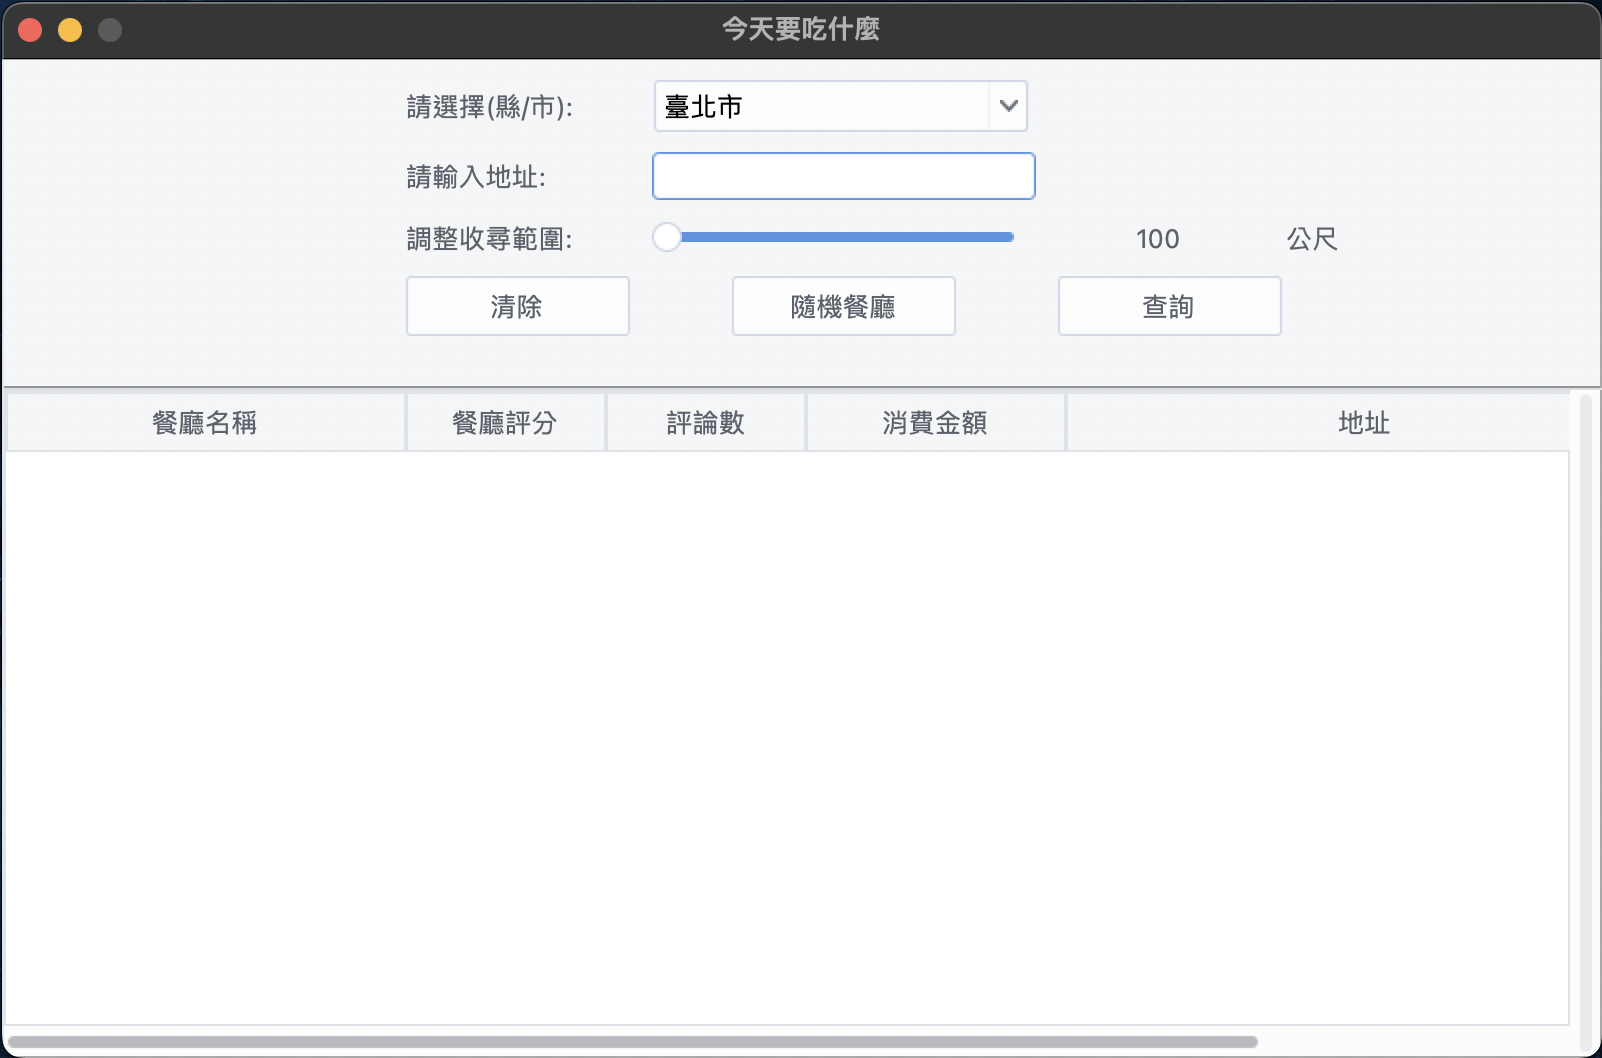 今天要吃什麼
請選擇(縣/市): 臺北市
請輸入地址:
調整收尋範圍: 100 公尺
清除 隨機餐廳 查詢
餐廳名稱 餐廳評分 評論數 消費金額 地址